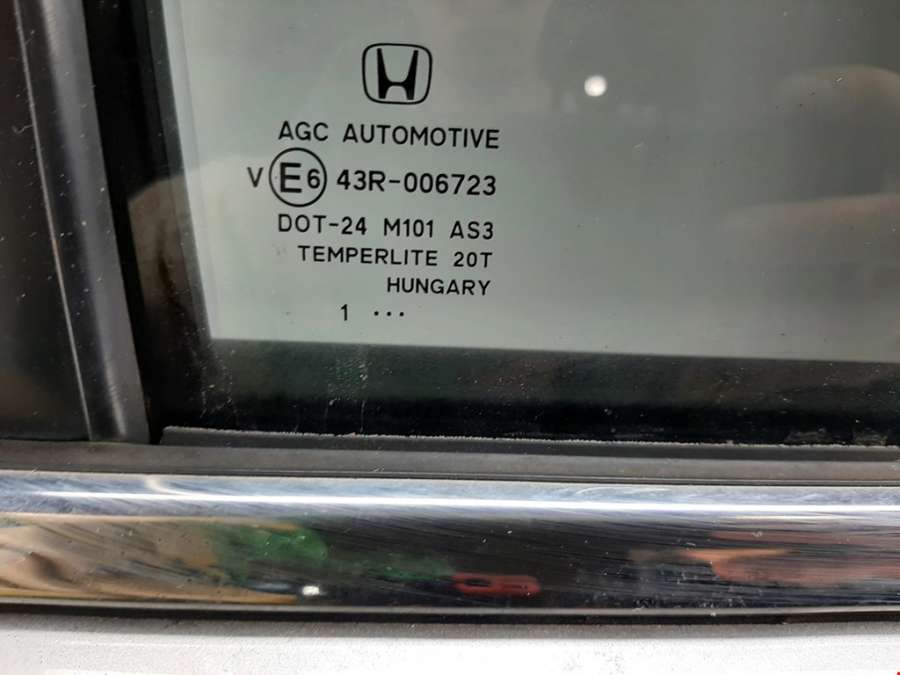 AGC AUTOMOTIVE
V E6 43R-006723
DOT-24 M101 AS3
TEMPERLITE 20T
HUNGARY
1 ...